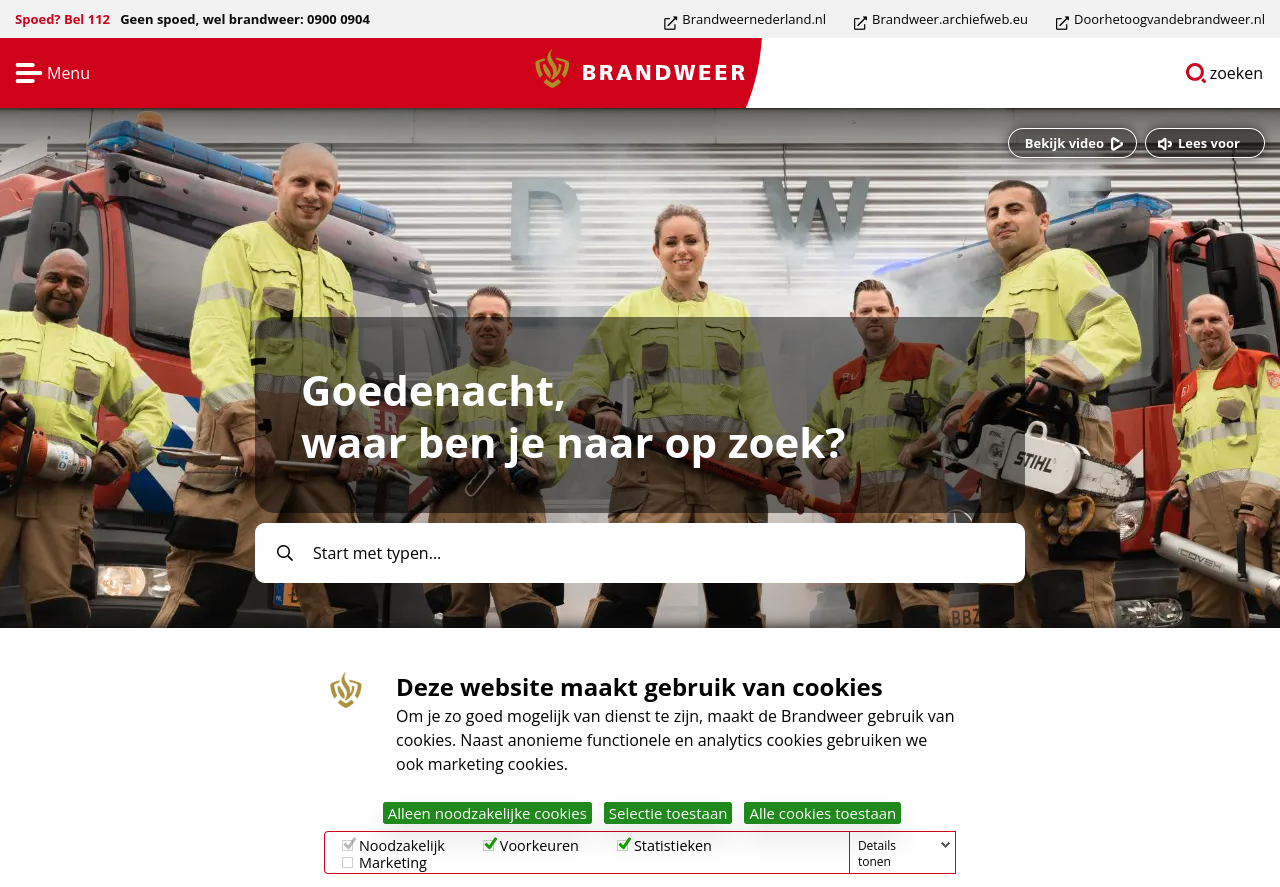 Spoed? Bel 112 Geen spoed, wel brandweer: 0900 0904 Brandweernederland.nl Brandweer.archiefweb.eu Doorhetoogvandebrandweer.nl
Menu BRANDWEER zoeken
Bekijk video Lees voor
D W E
Goedenacht,
waar ben je naar op zoek?
STIHL
Start met typen...
Deze website maakt gebruik van cookies
Om je zo goed mogelijk van dienst te zijn, maakt de Brandweer gebruik van
cookies. Naast anonieme functionele en analytics cookies gebruiken we
ook marketing cookies.
Alleen noodzakelijke cookies Selectie toestaan Alle cookies toestaan
Noodzakelijk Voorkeuren Statistieken Details
Marketing tonen